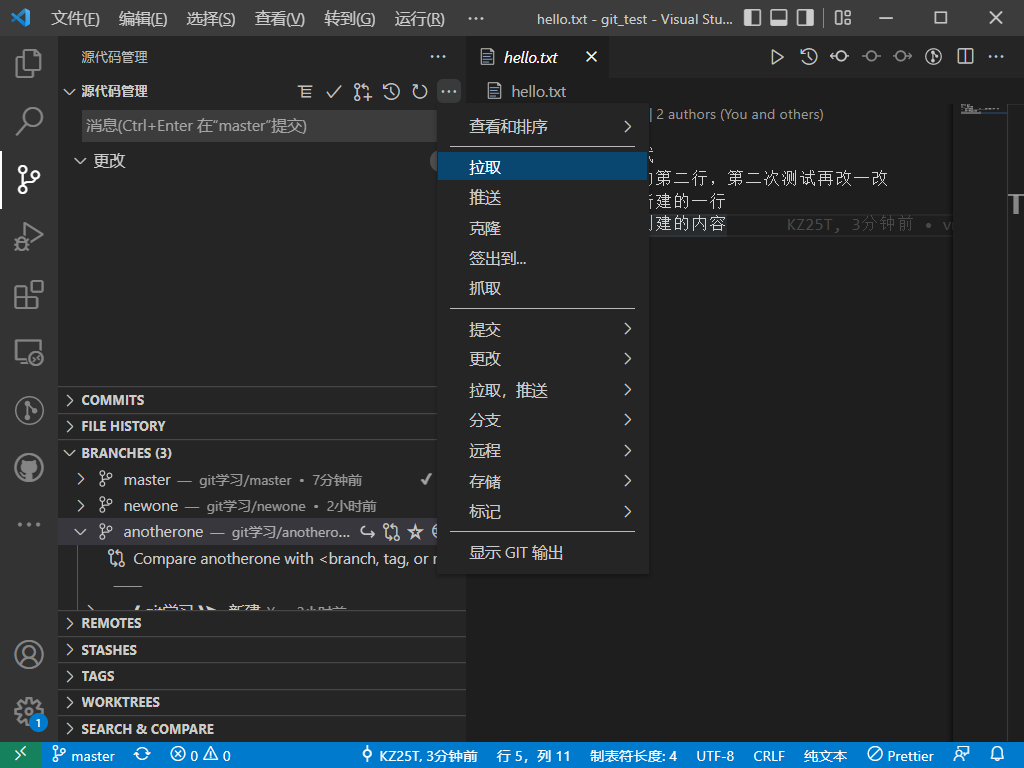 文件(F) 编辑(E) 选择(S) 查看(V) 转到(G) 运行(R) ··· hello.txt - git_test - Visual Stu...
源代码管理
源代码管理
消息(Ctrl+Enter 在“master”提交)
更改
COMMITS
FILE HISTORY
BRANCHES (3)
master — git学习/master • 7分钟前
newone — git学习/newone • 2小时前
anotherone — git学习/anothero...
Compare anotherone with <branch, tag, or r
REMOTES
STASHES
TAGS
WORKTREES
SEARCH & COMPARE
hello.txt
hello.txt
2 authors (You and others)
第二行，第二次测试再改一改
建的一行
建的内容 KZ25T, 3分钟前 •
查看和排序
拉取
推送
克隆
签出到...
抓取
提交
更改
拉取，推送
分支
远程
存储
标记
显示 GIT 输出
1
master 0 0 KZ25T, 3分钟前 行 5，列 11 制表符长度: 4 UTF-8 CRLF 纯文本 Prettier